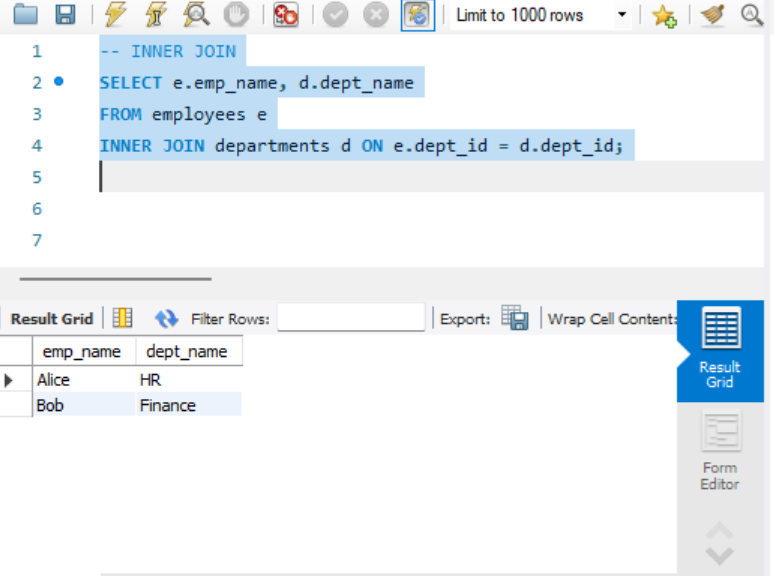 Limit to 1000 rows
1 -- INNER JOIN
2 SELECT e.emp_name, d.dept_name
3 FROM employees e
4 INNER JOIN departments d ON e.dept_id = d.dept_id;
5
6
7
Result Grid Filter Rows: Export: Wrap Cell Content:
emp_name dept_name
Alice HR
Bob Finance
Result
Grid
Form
Editor